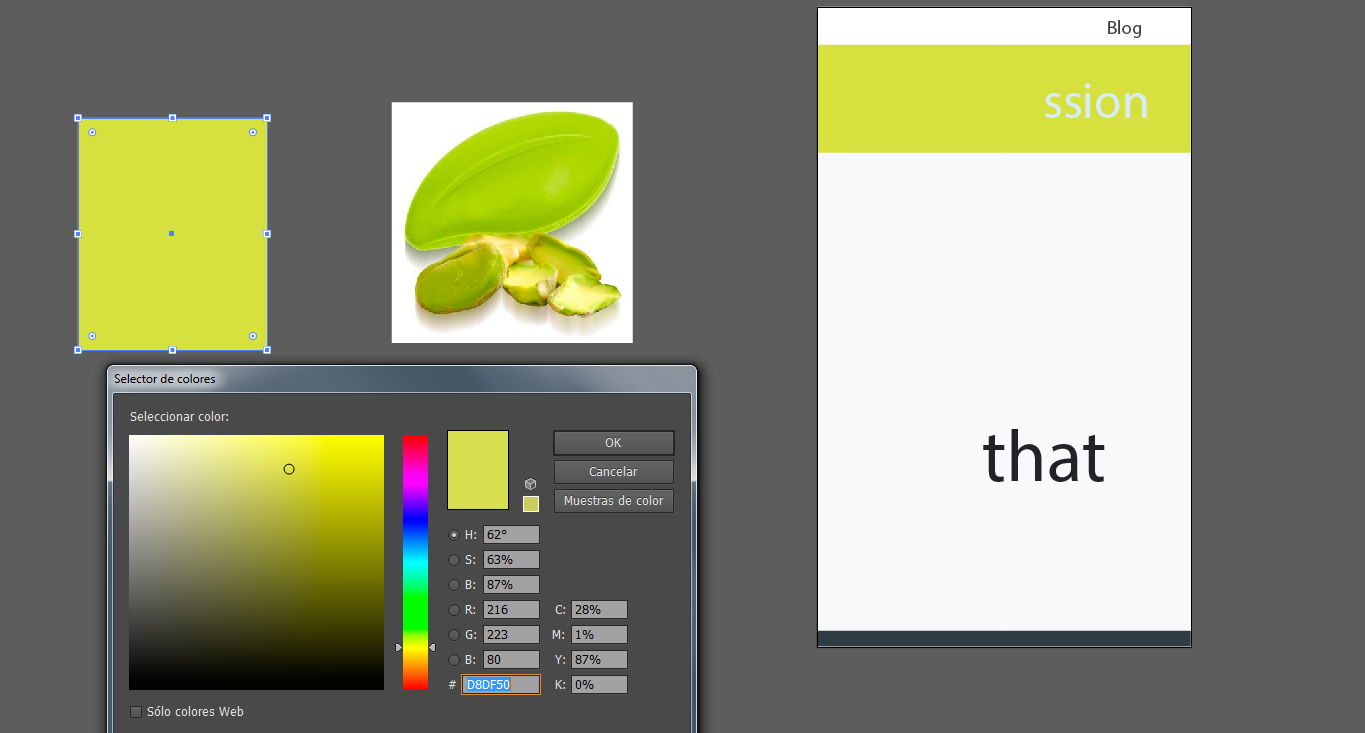 Blog
ssion
that
Selector de colores
Seleccionar color:
OK
Cancelar
Muestras de color
H: 62°
S: 63%
B: 87%
R: 216 C: 28%
G: 223 M: 1%
B: 80 Y: 87%
# D8DF50 K: 0%
Sólo colores Web